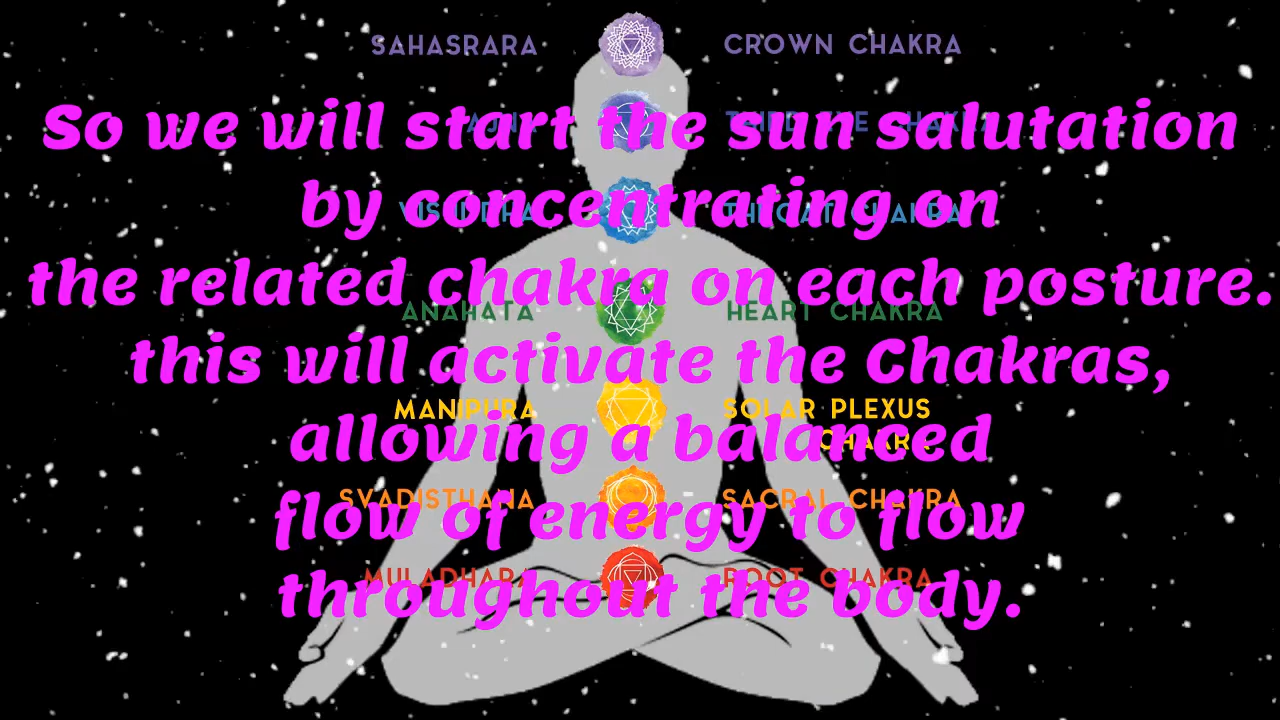 SAHASRARA CROWN CHAKRA
So we will start the sun salutation
by concentrating on
the related chakra on each posture.
ANAHATA HEART CHAKRA
this will activate the Chakras,
MANIPURA SOLAR PLEXUS
CHAKRA
allowing a balanced
SVADISTHANA SACRAL CHAKRA
flow of energy to flow
MULADHARA ROOT CHAKRA
throughout the body.